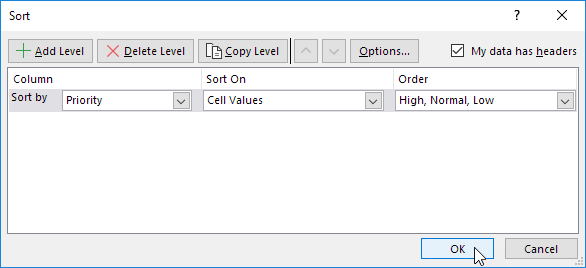 Sort
Add Level Delete Level Copy Level Options... My data has headers
Column Sort On Order
Sort by Priority Cell Values High, Normal, Low
OK Cancel